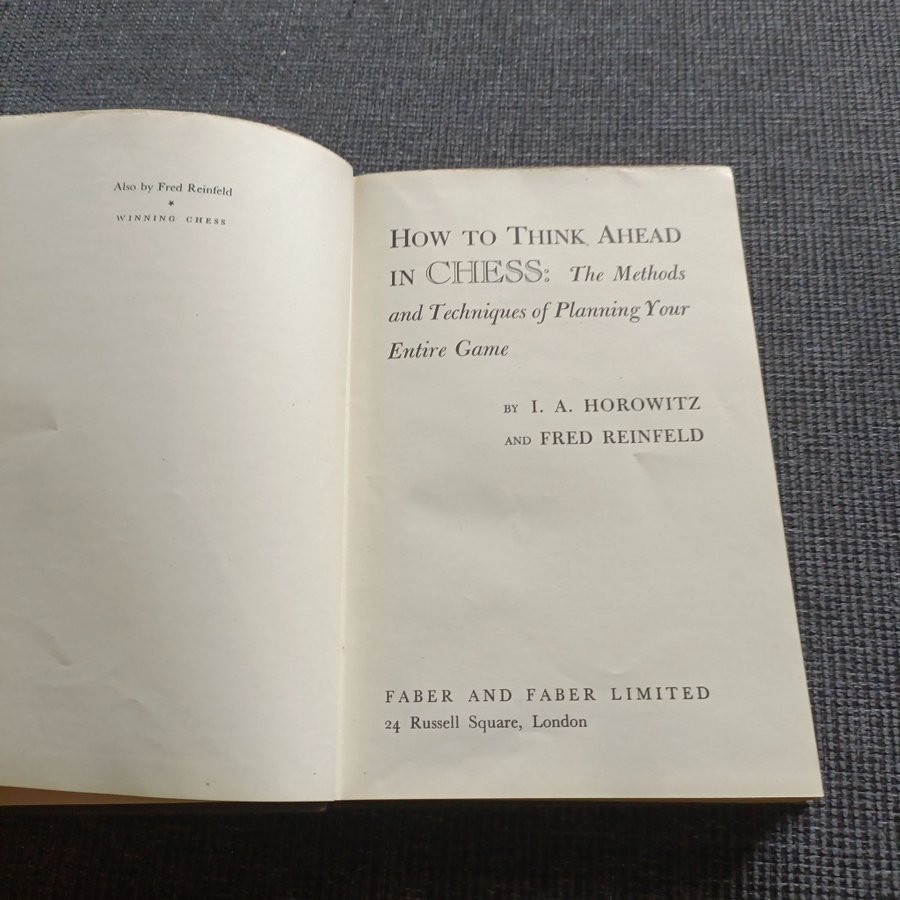 Also by Fred Reinfeld
*
WINNING CHESS
HOW TO THINK AHEAD
IN CHESS: The Methods
and Techniques of Planning Your
Entire Game
BY I. A. HOROWITZ
AND FRED REINFELD
FABER AND FABER LIMITED
24 Russell Square, London